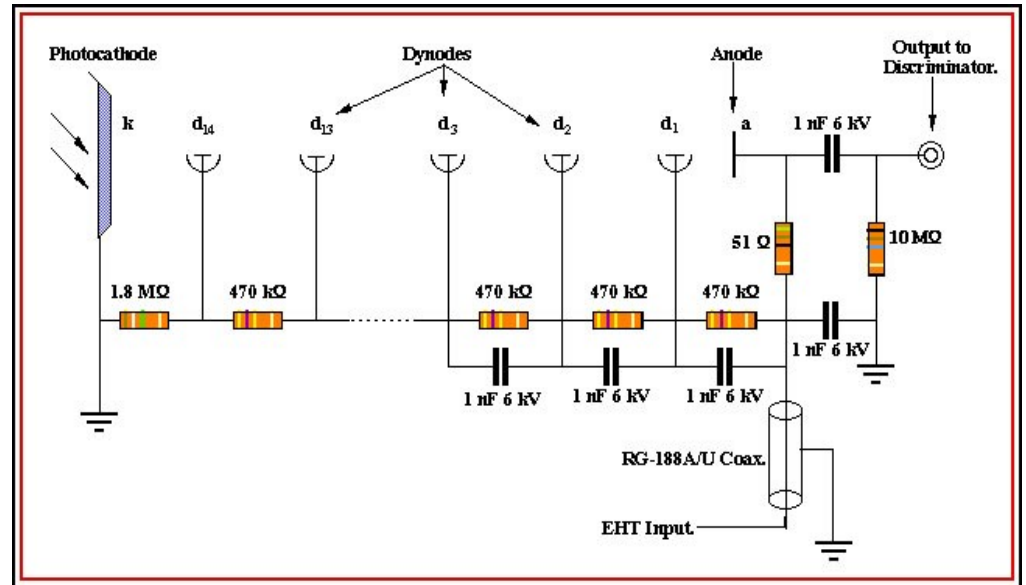 Photocathode
Dynodes
Anode
Output to
Discriminator.
k
d14
d13
d3
d2
d1
a
1 nF 6 kV
51 Ω
10 MΩ
1.8 MΩ
470 kΩ
470 kΩ
470 kΩ
470 kΩ
1 nF 6 kV
1 nF 6 kV
1 nF 6 kV
1 nF 6 kV
RG-188A/U Coax.
EHT Input.